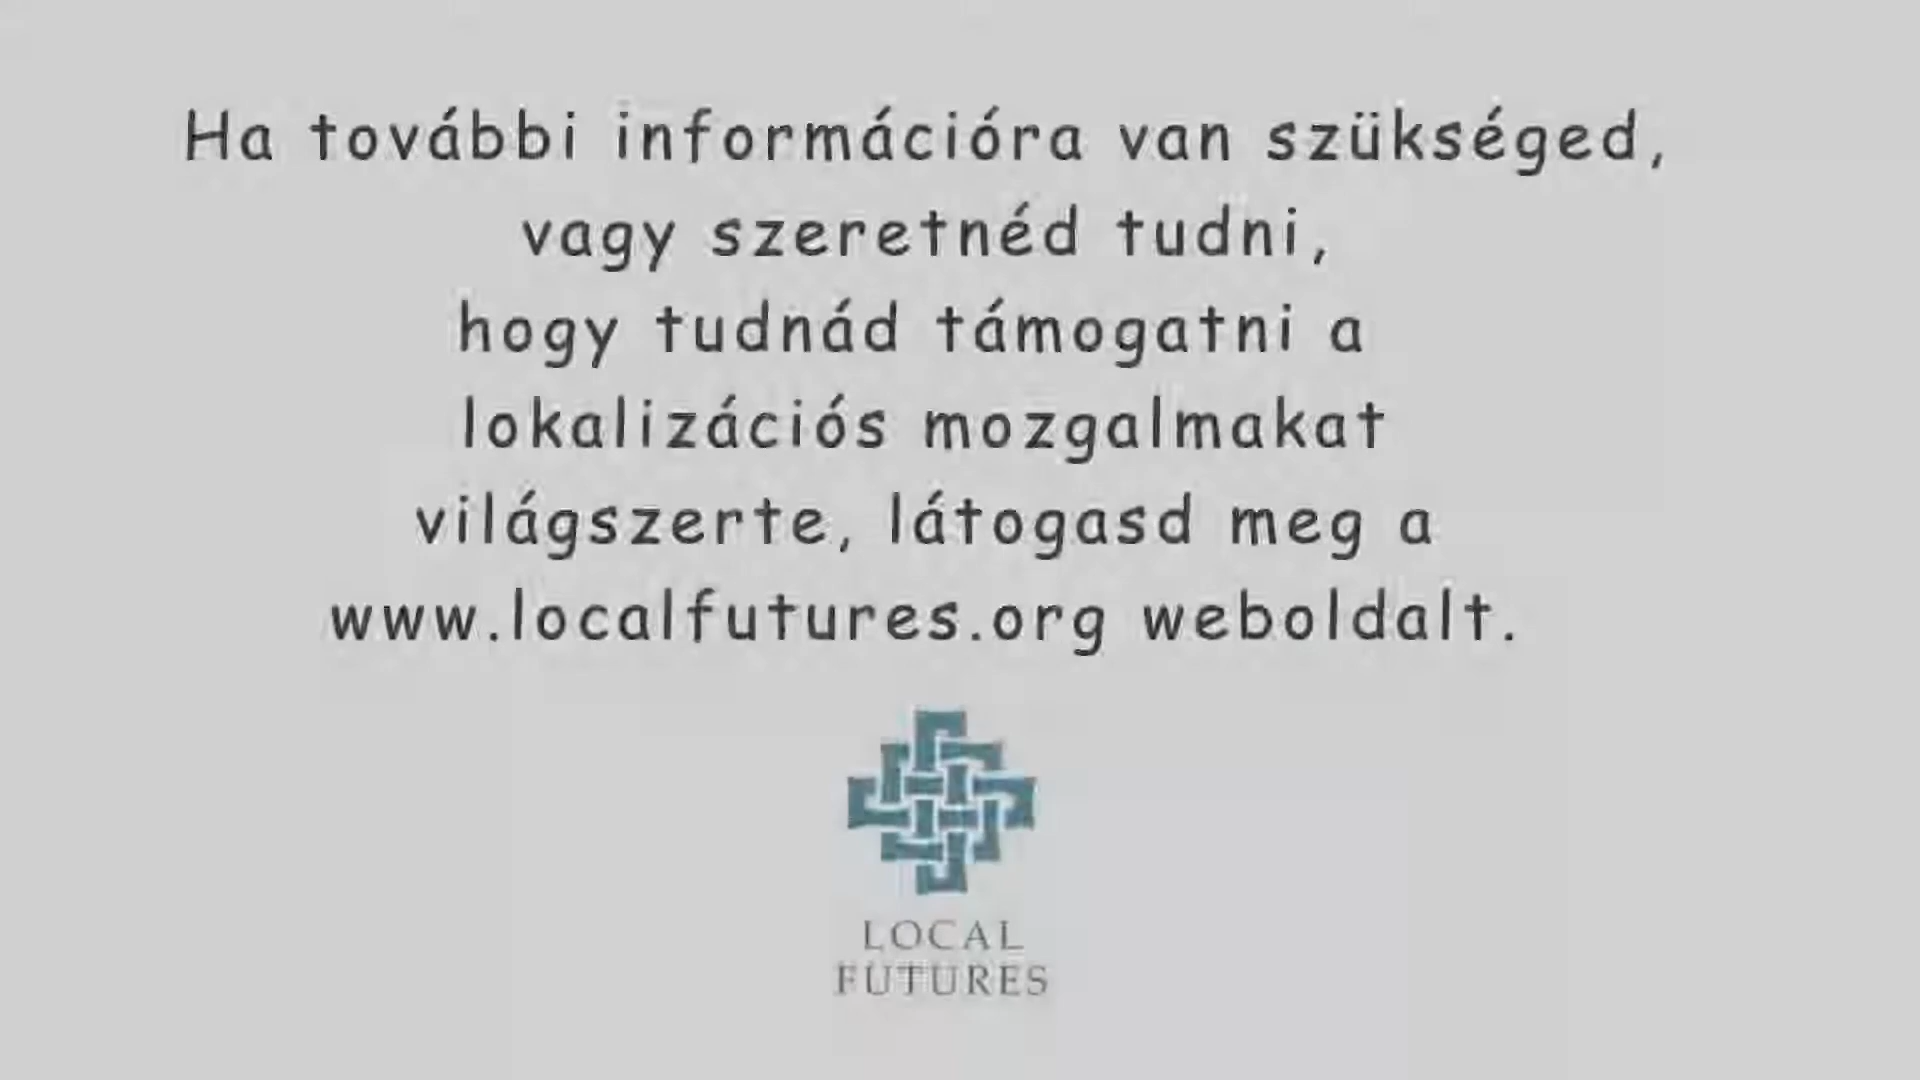 Ha további információra van szükséged,
vagy szeretnéd tudni,
hogy tudnád támogatni a
lokalizációs mozgalmakat
világszerte, látogasd meg a
www.localfutures.org weboldalt.
LOCAL
FUTURES